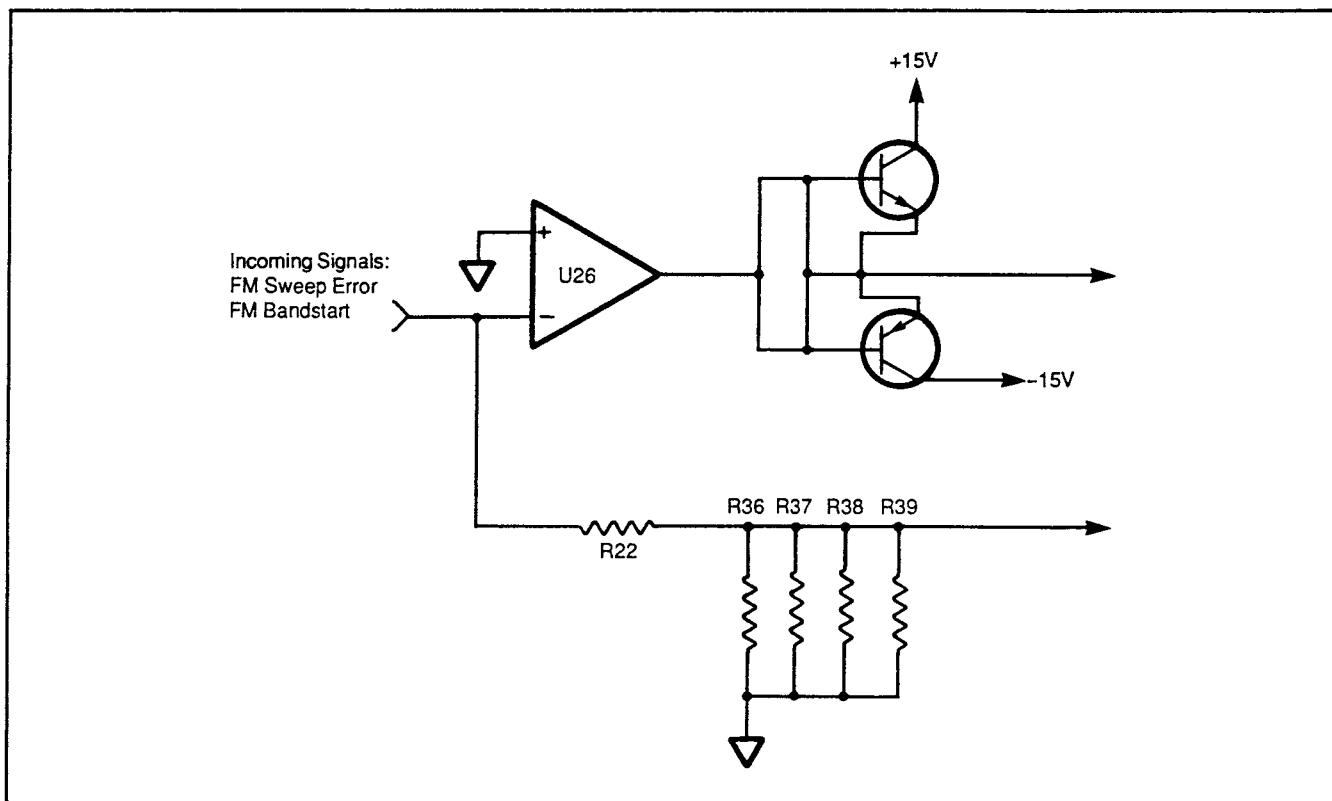 +15V
Incoming Signals:
FM Sweep Error
FM Bandstart
+
U26
−
−15V
R36 R37 R38 R39
R22